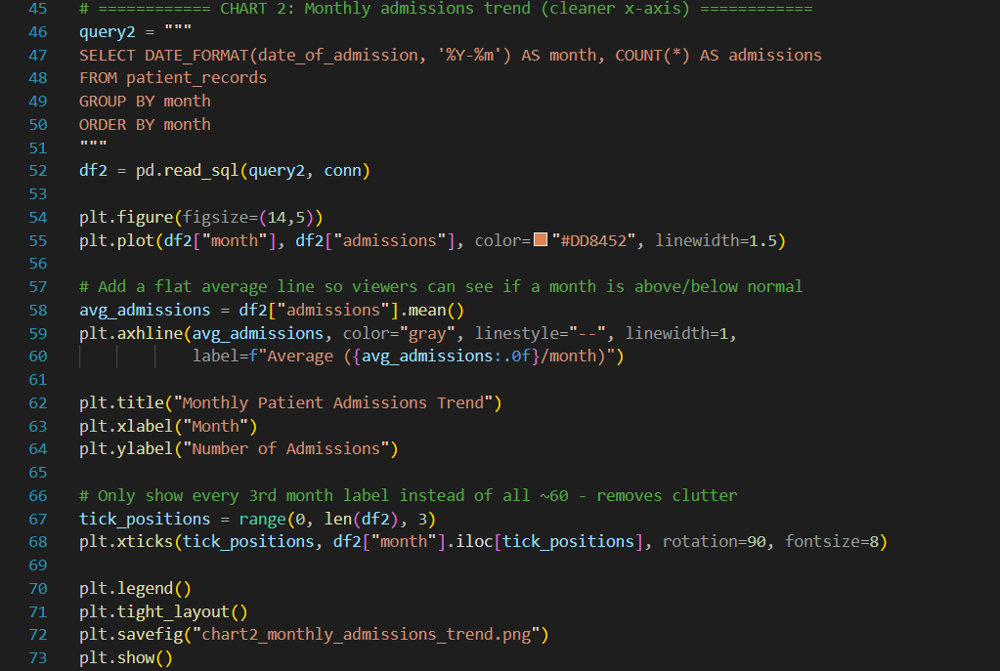 45 # ============ CHART 2: Monthly admissions trend (cleaner x-axis) ============
46 query2 = """
47 SELECT DATE_FORMAT(date_of_admission, '%Y-%m') AS month, COUNT(*) AS admissions
48 FROM patient_records
49 GROUP BY month
50 ORDER BY month
51 """
52 df2 = pd.read_sql(query2, conn)
53
54 plt.figure(figsize=(14,5))
55 plt.plot(df2["month"], df2["admissions"], color="#DD8452", linewidth=1.5)
56
57 # Add a flat average line so viewers can see if a month is above/below normal
58 avg_admissions = df2["admissions"].mean()
59 plt.axhline(avg_admissions, color="gray", linestyle="--", linewidth=1,
60             label=f"Average ({avg_admissions:.0f}/month)")
61
62 plt.title("Monthly Patient Admissions Trend")
63 plt.xlabel("Month")
64 plt.ylabel("Number of Admissions")
65
66 # Only show every 3rd month label instead of all ~60 - removes clutter
67 tick_positions = range(0, len(df2), 3)
68 plt.xticks(tick_positions, df2["month"].iloc[tick_positions], rotation=90, fontsize=8)
69
70 plt.legend()
71 plt.tight_layout()
72 plt.savefig("chart2_monthly_admissions_trend.png")
73 plt.show()